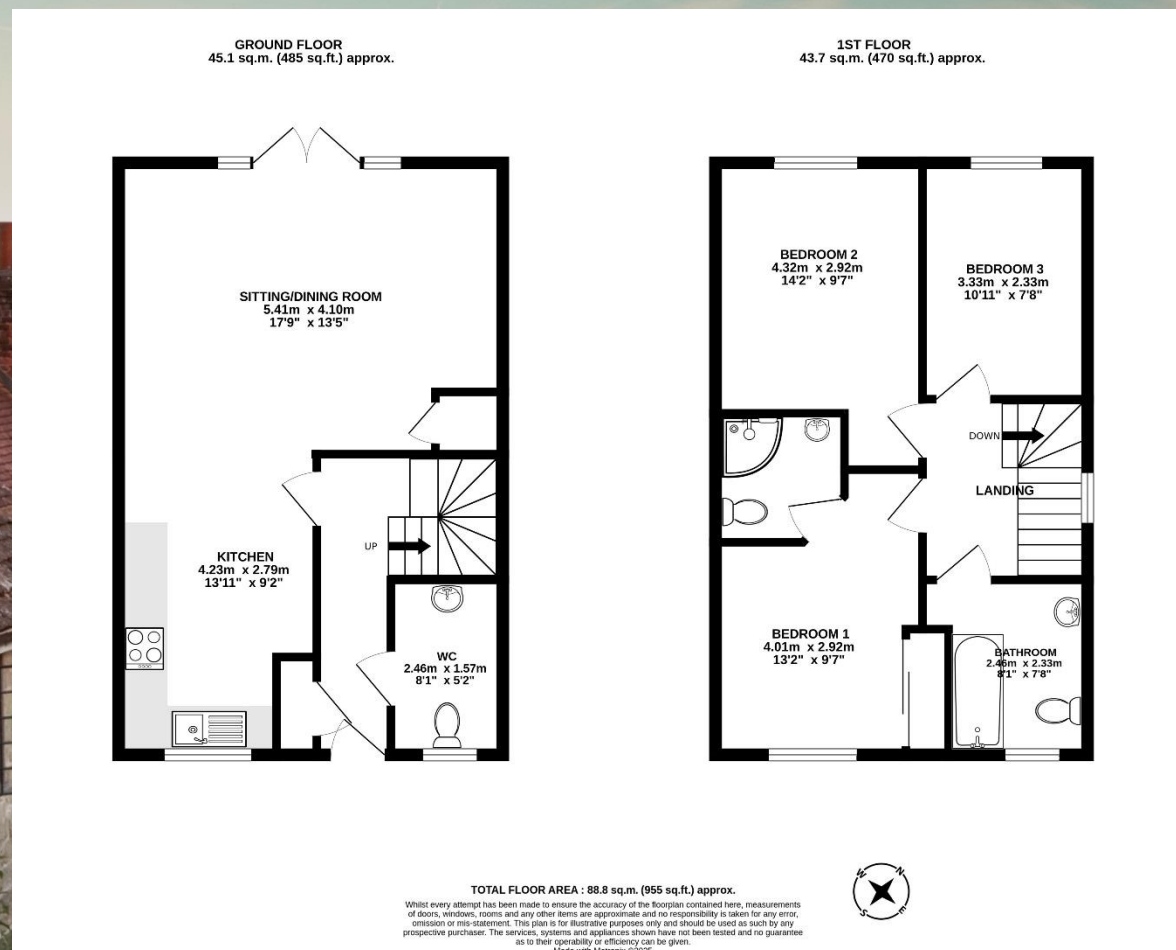 GROUND FLOOR
45.1 sq.m. (485 sq.ft.) approx.
1ST FLOOR
43.7 sq.m. (470 sq.ft.) approx.
SITTING/DINING ROOM
5.41m x 4.10m
17'9" x 13'5"
KITCHEN
4.23m x 2.79m
13'11" x 9'2"
UP
WC
2.46m x 1.57m
8'1" x 5'2"
BEDROOM 2
4.32m x 2.92m
14'2" x 9'7"
BEDROOM 3
3.33m x 2.33m
10'11" x 7'8"
DOWN
LANDING
BEDROOM 1
4.01m x 2.92m
13'2" x 9'7"
BATHROOM
2.46m x 2.33m
8'1" x 7'8"
N
E
S
W
TOTAL FLOOR AREA : 88.8 sq.m. (955 sq.ft.) approx.
Whilst every attempt has been made to ensure the accuracy of the floorplan contained here, measurements
of doors, windows, rooms and any other items are approximate and no responsibility is taken for any error,
omission or mis-statement. This plan is for illustrative purposes only and should be used as such by any
prospective purchaser. The services, systems and appliances shown have not been tested and no guarantee
as to their operability or efficiency can be given.
Made with Metropix ©2025